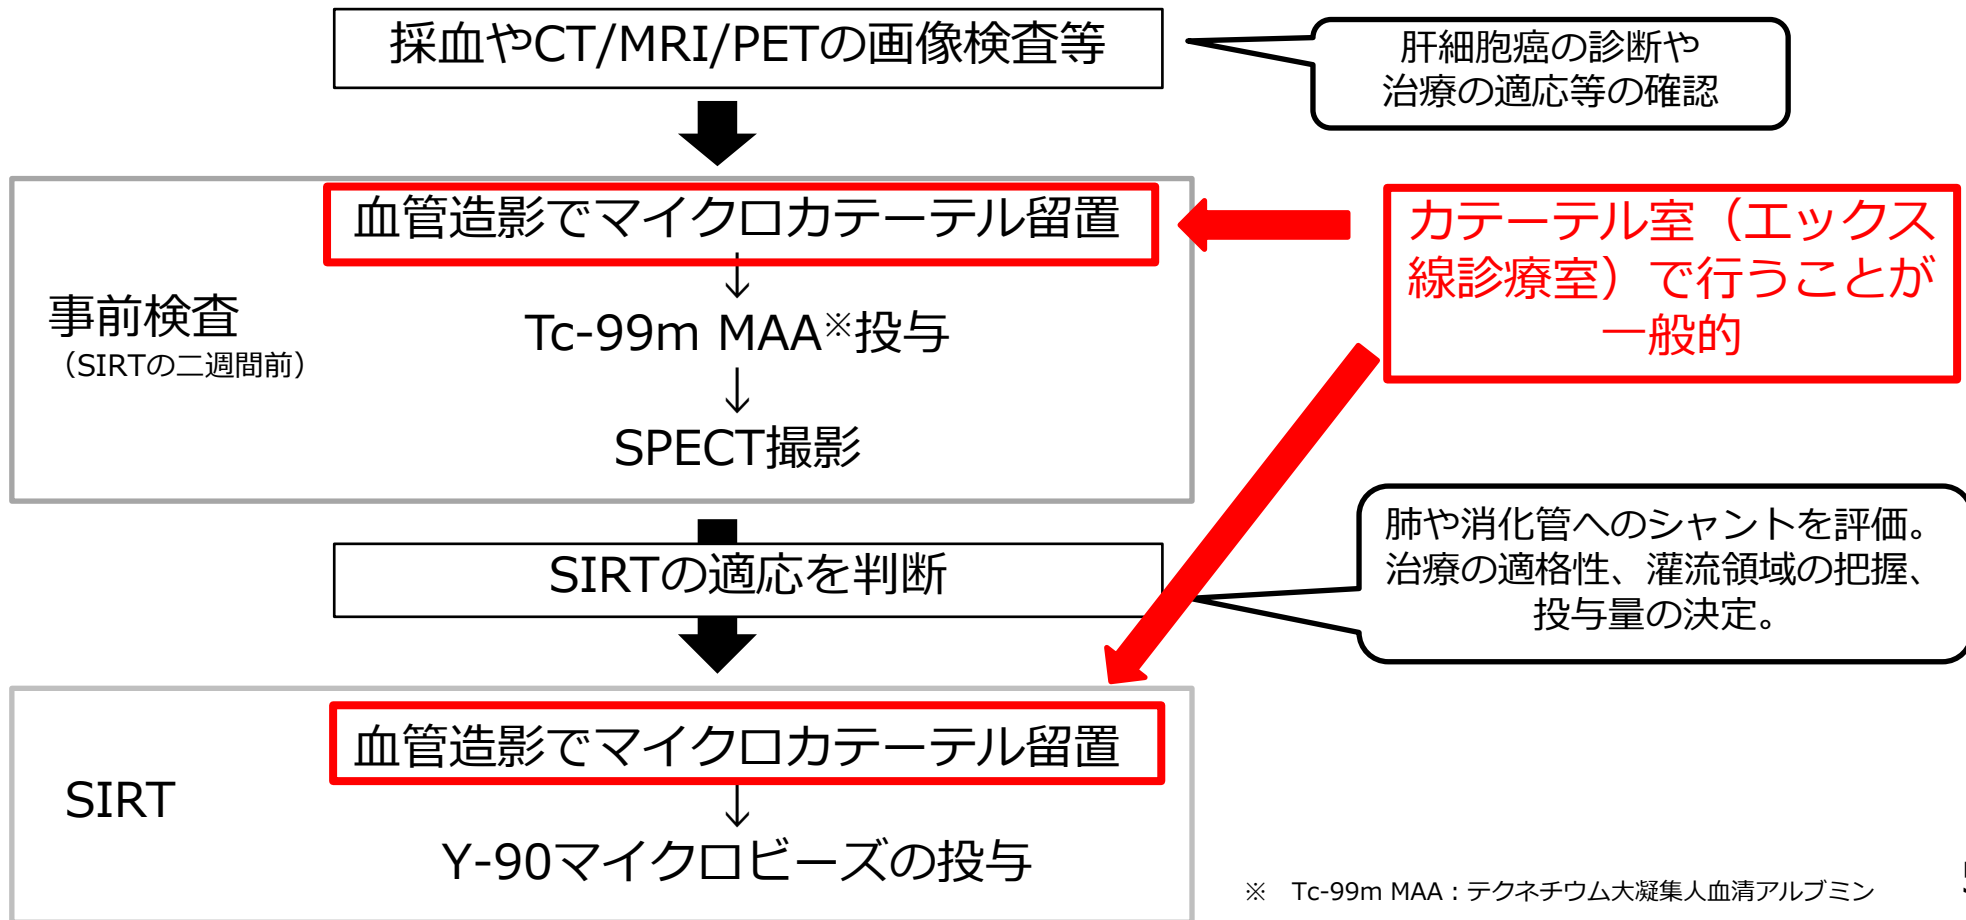 採血やCT/MRI/PETの画像検査等
肝細胞癌の診断や
治療の適応等の確認
血管造影でマイクロカテーテル留置
カテーテル室（エックス
線診療室）で行うことが
一般的
事前検査
（SIRTの二週間前）
↓
Tc-99m MAA※投与
↓
SPECT撮影
SIRTの適応を判断
肺や消化管へのシャントを評価。
治療の適格性、灌流領域の把握、
投与量の決定。
血管造影でマイクロカテーテル留置
SIRT
↓
Y-90マイクロビーズの投与
※　Tc-99m MAA：テクネチウム大凝集人血清アルブミン